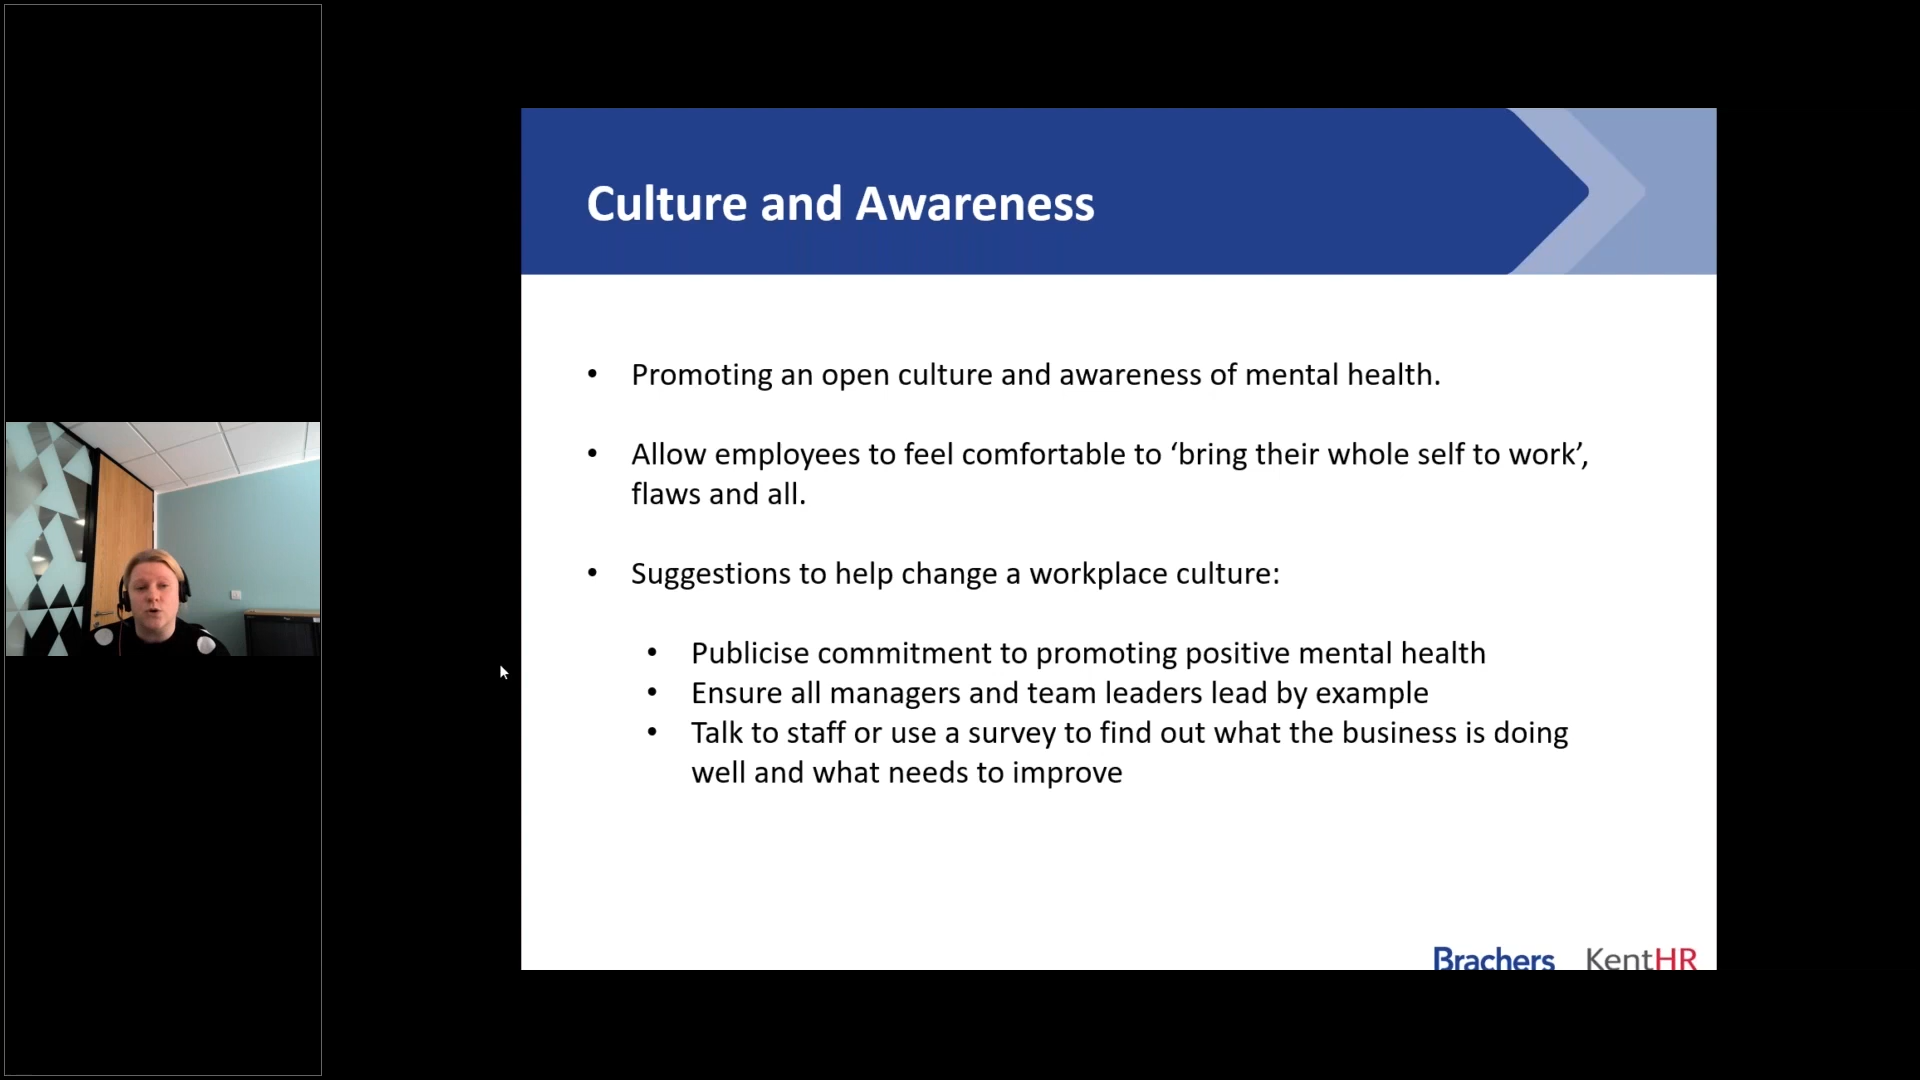 Culture and Awareness
• Promoting an open culture and awareness of mental health.
• Allow employees to feel comfortable to ‘bring their whole self to work’,
flaws and all.
• Suggestions to help change a workplace culture:
• Publicise commitment to promoting positive mental health
• Ensure all managers and team leaders lead by example
• Talk to staff or use a survey to find out what the business is doing
well and what needs to improve
Brachers KentHR